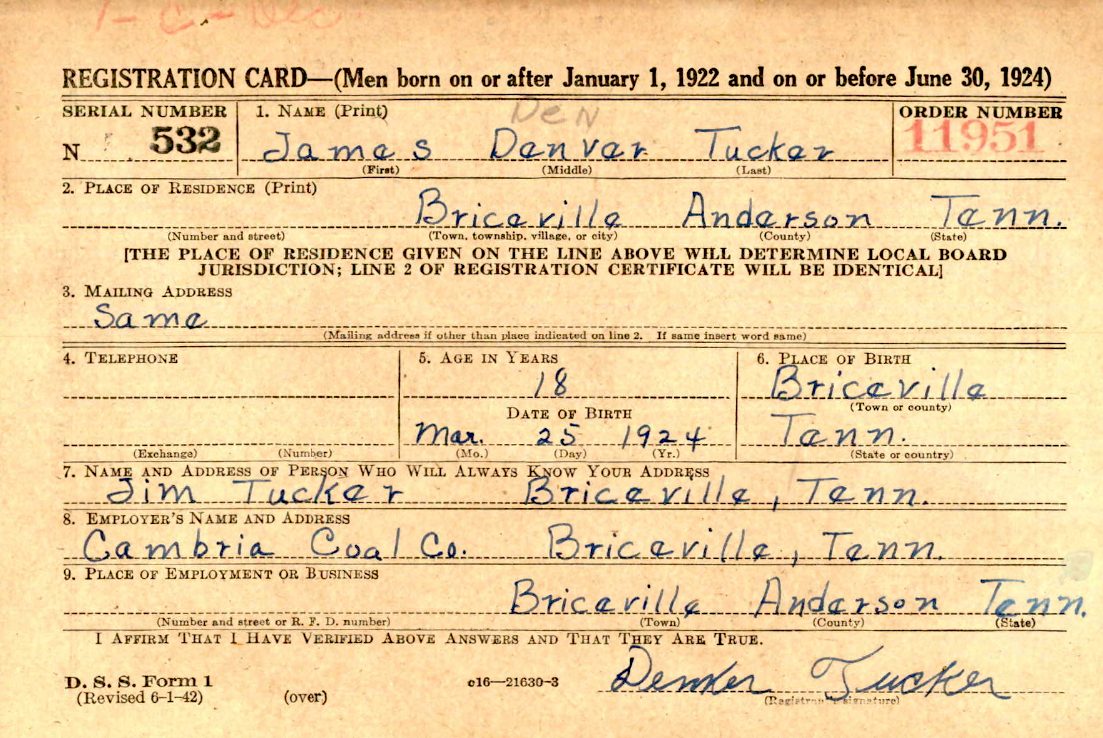 1-C-Dec.
REGISTRATION CARD—(Men born on or after January 1, 1922 and on or before June 30, 1924)
SERIAL NUMBER 1. NAME (Print) ORDER NUMBER
Den
N 532 James Denver Tucker 11951
(First) (Middle) (Last)
2. PLACE OF RESIDENCE (Print)
Briceville Anderson Tenn.
(Number and street) (Town, township, village, or city) (County) (State)
[THE PLACE OF RESIDENCE GIVEN ON THE LINE ABOVE WILL DETERMINE LOCAL BOARD
JURISDICTION; LINE 2 OF REGISTRATION CERTIFICATE WILL BE IDENTICAL]
3. MAILING ADDRESS
Same
(Mailing address if other than place indicated on line 2. If same insert word same)
4. TELEPHONE 5. AGE IN YEARS 6. PLACE OF BIRTH
18 Briceville
(Town or county)
DATE OF BIRTH
Mar. 25 1924 Tenn.
(Exchange) (Number) (Mo.) (Day) (Yr.) (State or country)
7. NAME AND ADDRESS OF PERSON WHO WILL ALWAYS KNOW YOUR ADDRESS
Jim Tucker Briceville, Tenn.
8. EMPLOYER'S NAME AND ADDRESS
Cambria Coal Co. Briceville, Tenn.
9. PLACE OF EMPLOYMENT OR BUSINESS
Briceville Anderson Tenn.
(Number and street or R. F. D. number) (Town) (County) (State)
I AFFIRM THAT I HAVE VERIFIED ABOVE ANSWERS AND THAT THEY ARE TRUE.
D. S. S. Form 1 c16—21630-3 Tucker
(Revised 6-1-42) (over) (Registrant's signature)